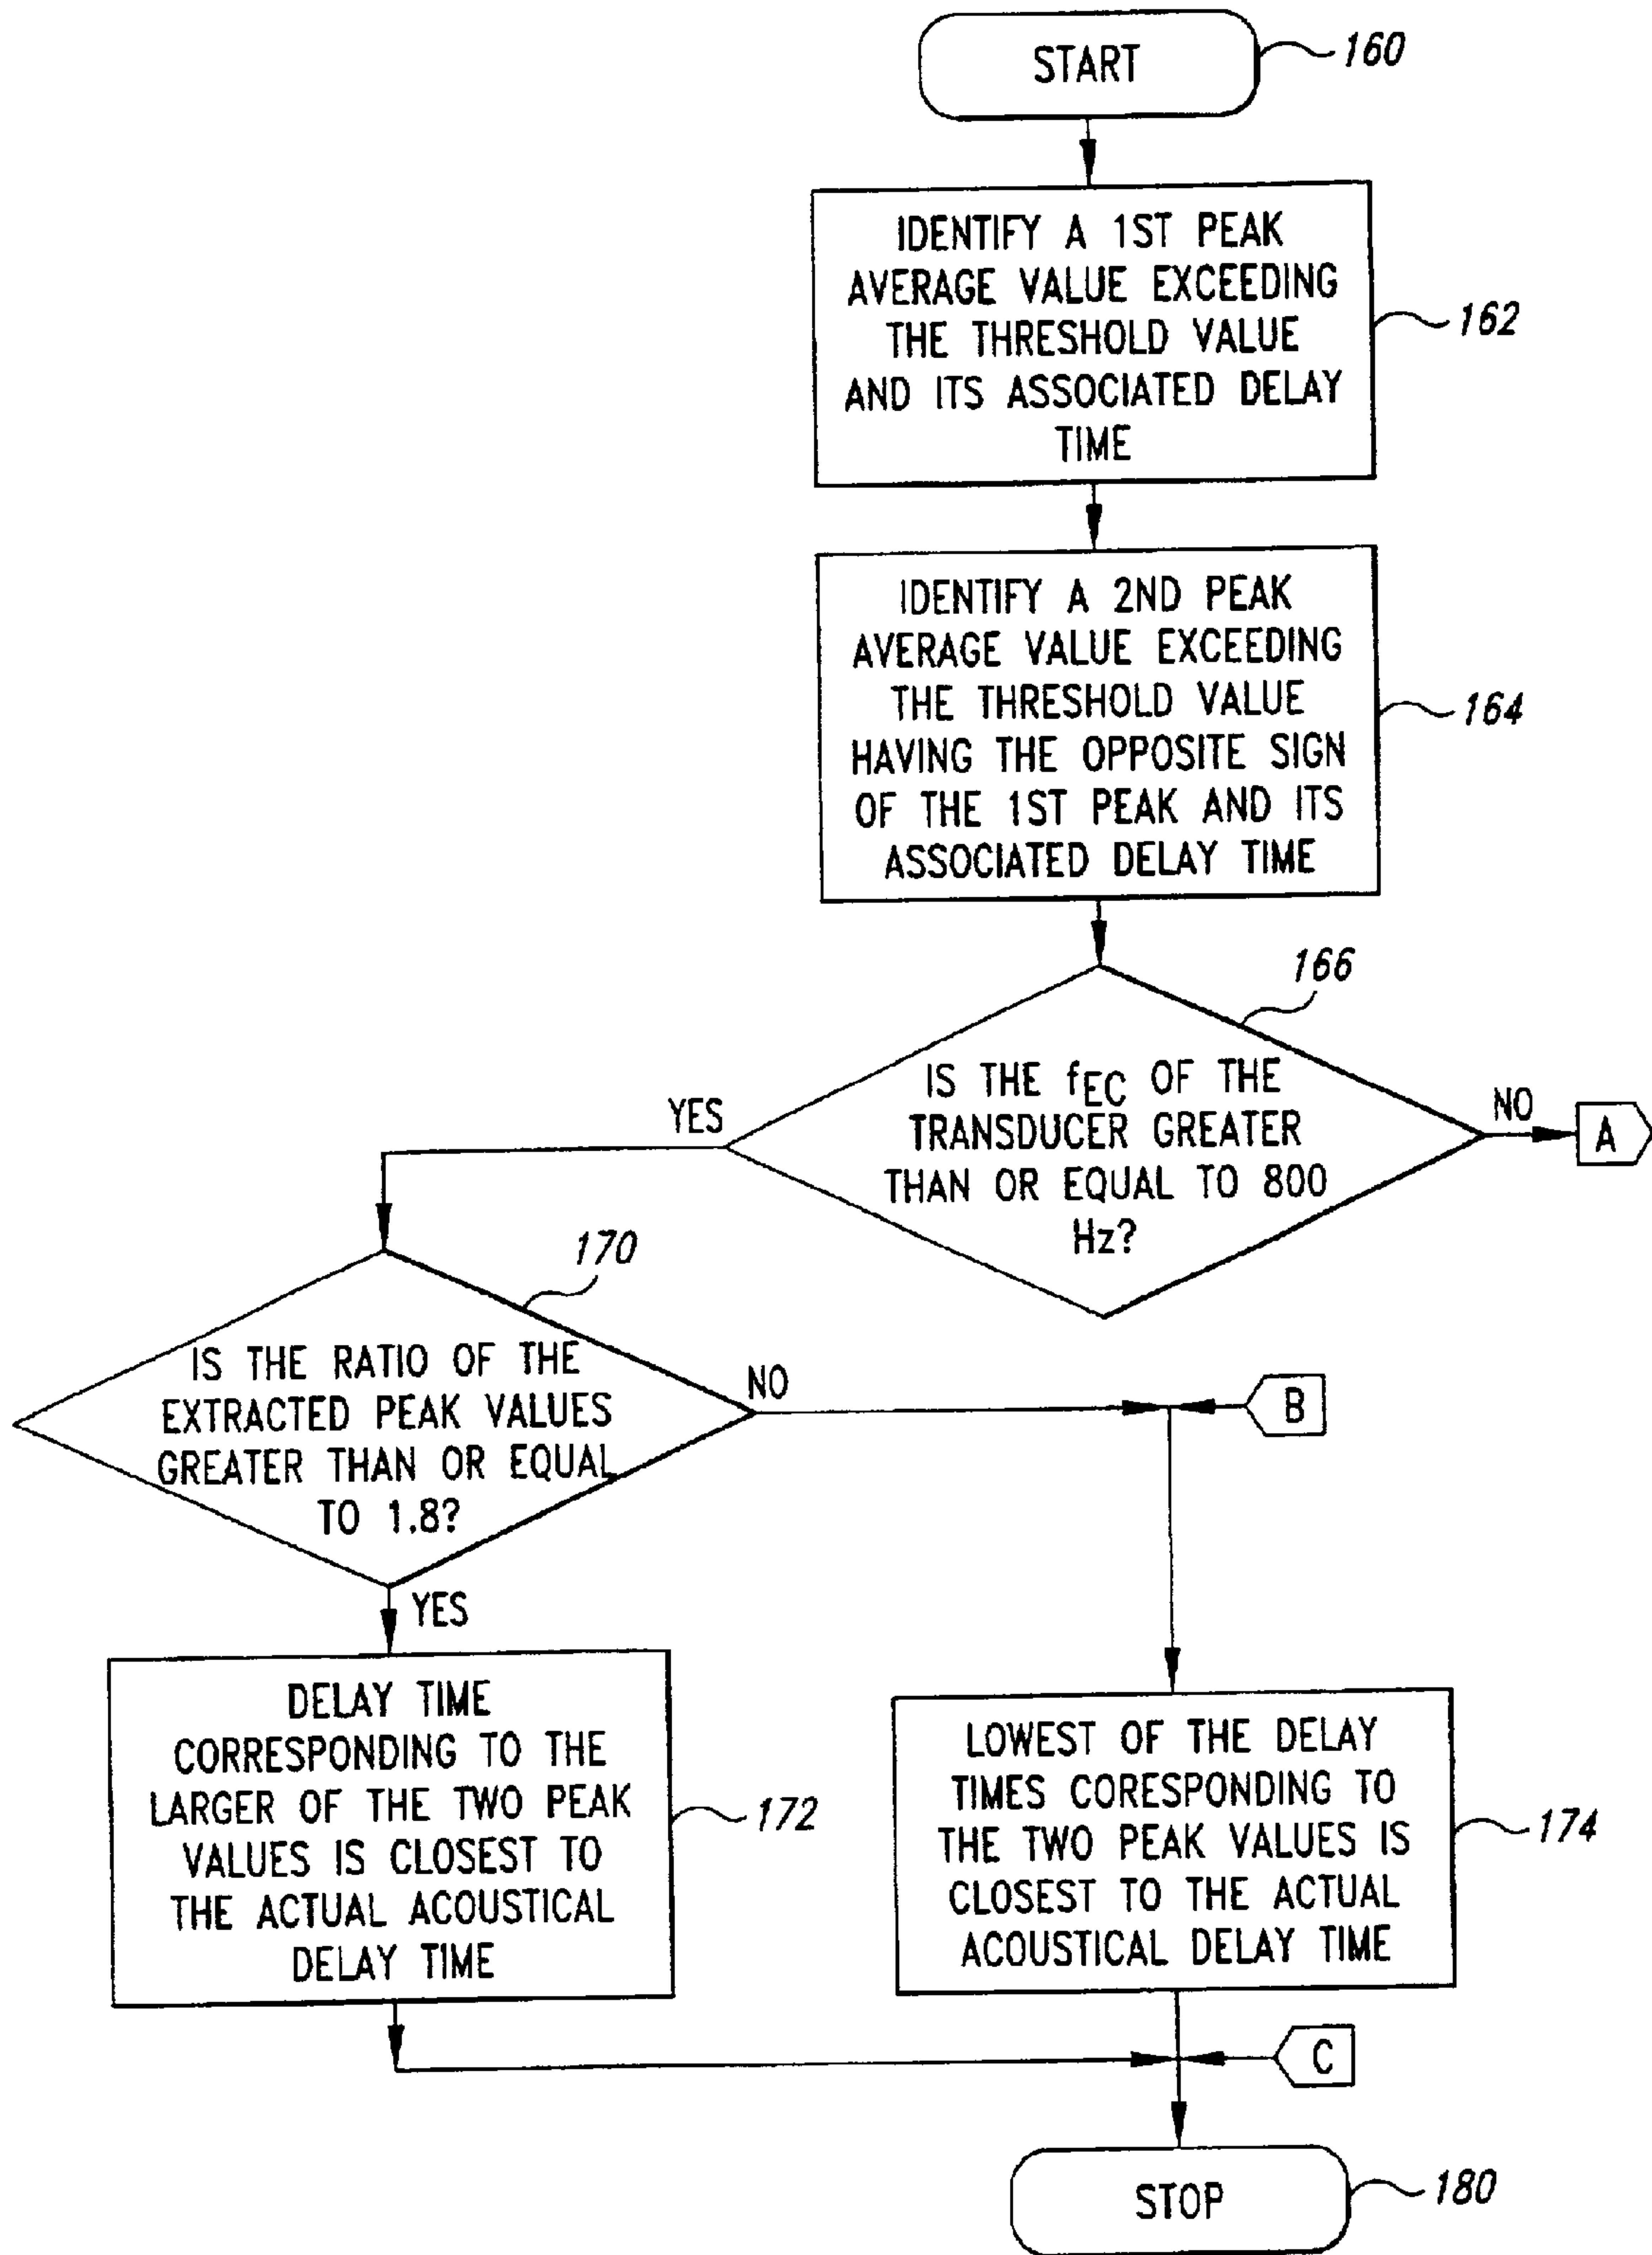 START
160
IDENTIFY A 1ST PEAK
AVERAGE VALUE EXCEEDING
THE THRESHOLD VALUE
AND ITS ASSOCIATED DELAY
TIME
162
IDENTIFY A 2ND PEAK
AVERAGE VALUE EXCEEDING
THE THRESHOLD VALUE
HAVING THE OPPOSITE SIGN
OF THE 1ST PEAK AND ITS
ASSOCIATED DELAY TIME
164
166
IS THE fEC OF THE
TRANSDUCER GREATER
THAN OR EQUAL TO 800
Hz?
YES
NO
A
170
IS THE RATIO OF THE
EXTRACTED PEAK VALUES
GREATER THAN OR EQUAL
TO 1.8?
NO
B
YES
DELAY TIME
CORRESPONDING TO THE
LARGER OF THE TWO PEAK
VALUES IS CLOSEST TO
THE ACTUAL ACOUSTICAL
DELAY TIME
172
LOWEST OF THE DELAY
TIMES CORESPONDING TO
THE TWO PEAK VALUES IS
CLOSEST TO THE ACTUAL
ACOUSTICAL DELAY TIME
174
C
STOP
180